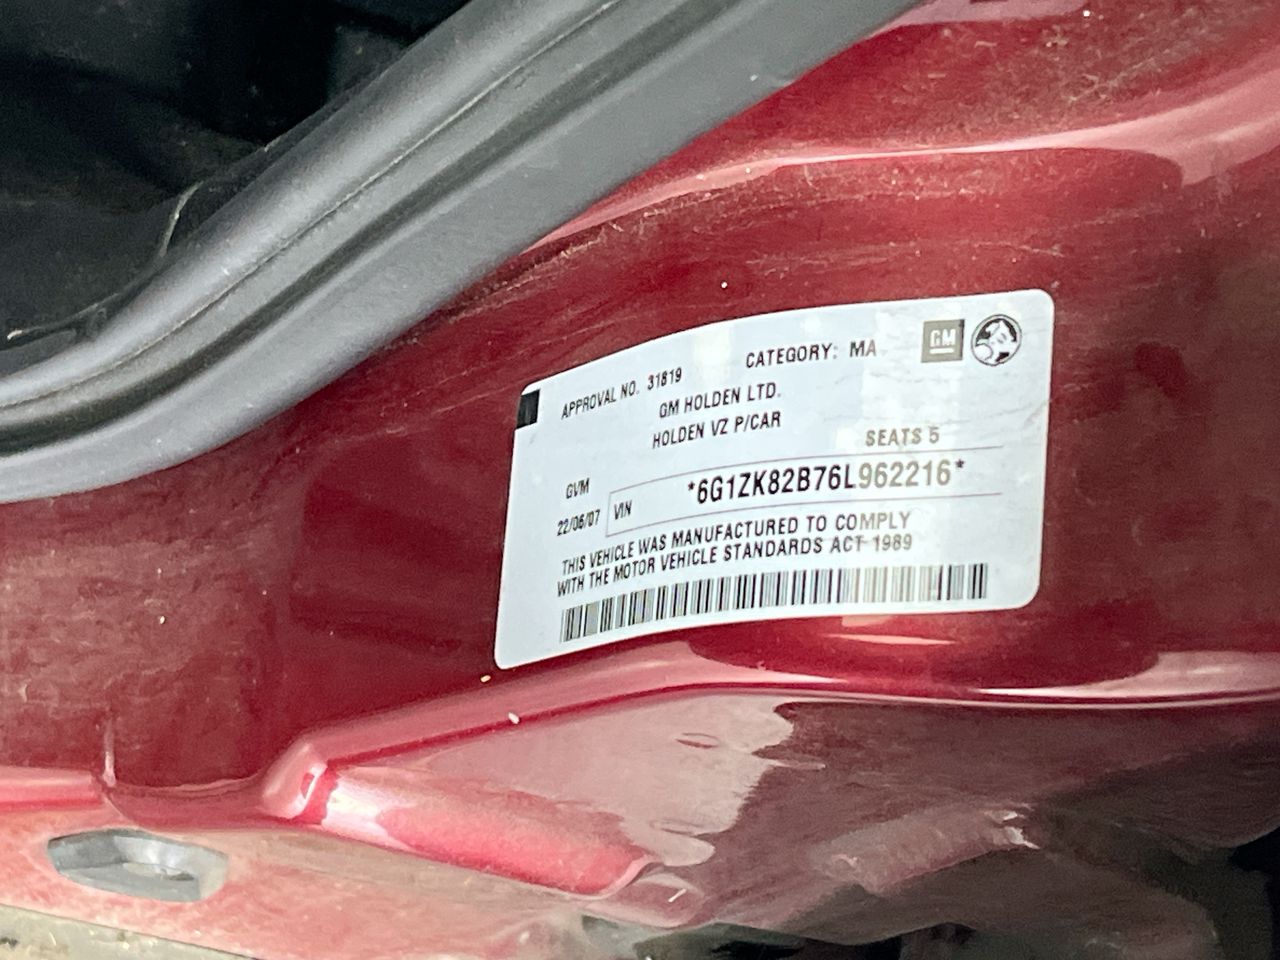 APPROVAL NO. 31819 CATEGORY: MA GM
GM HOLDEN LTD.
HOLDEN VZ P/CAR
SEATS 5
GVM
22/06/07 VIN *6G1ZK82B76L962216*
THIS VEHICLE WAS MANUFACTURED TO COMPLY
WITH THE MOTOR VEHICLE STANDARDS ACT 1989